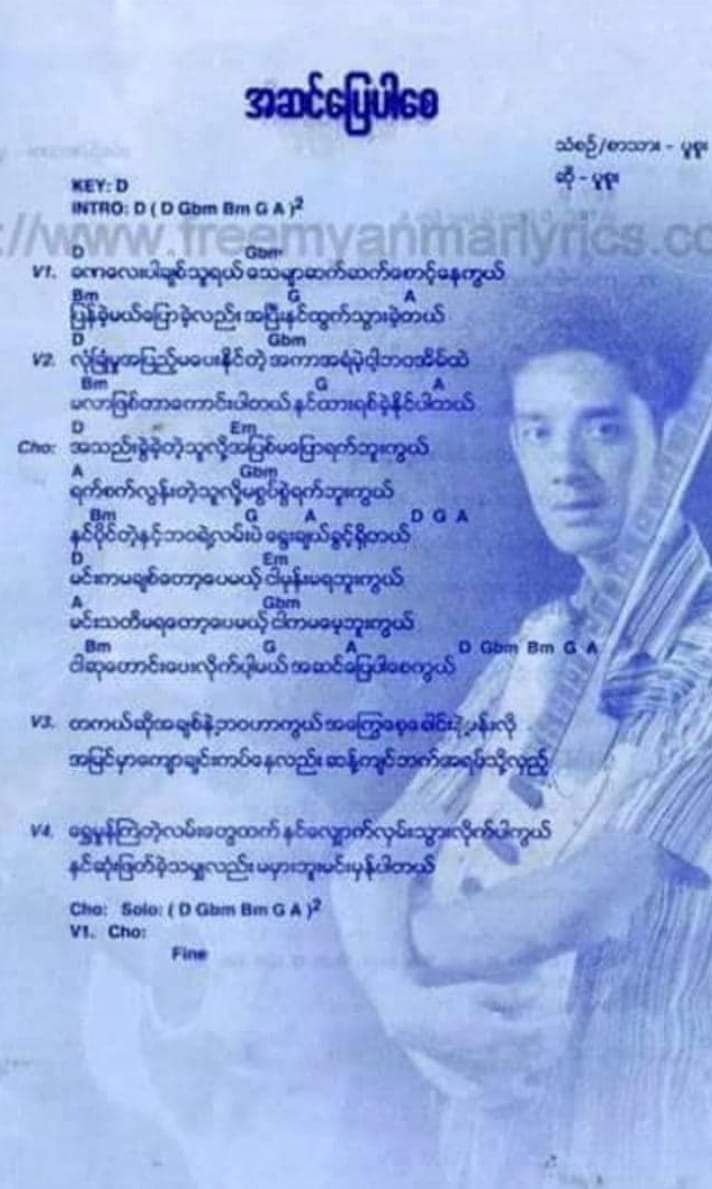 အဆင်ပြေပါစေ
သံစဉ်/စာသား - ပူစူး
ဆို - ပူစူး
KEY: D
INTRO: D ( D Gbm Bm G A )²
://www.freemyanmarlyrics.co
D Gbm
V1. ခဏလေးပါချစ်သူရယ် သေမျှာဆက်ဆက်စောင့်နေကွယ်
Bm G A
ပြန်ခဲ့မယ်ပြောခဲ့လည်း အပြီးနင်ထွက်သွားခဲ့တယ်
D Gbm
V2. လုံခြုံမှုအပြည့်မပေးနိုင်တဲ့ အကာအရံမဲ့ငါ့ဘဝအိမ်ထဲ
Bm G A
မလာဖြစ်တာကောင်းပါတယ် နင်ထားရစ်ခဲ့နိုင်ပါတယ်
D Em
Cho: အသည်းခွဲခဲ့တဲ့သူလို့အပြစ်မပြောရက်ဘူးကွယ်
A Gbm
ရက်စက်လွန်းတဲ့သူလို့မစွပ်စွဲရက်ဘူးကွယ်
Bm G A D G A
နင်ပိုင်တဲ့နင့်ဘဝရဲ့လမ်းပဲ ရွေးချယ်ခွင့်ရှိတယ်
D Em
မင်းကမချစ်တော့ပေမယ့် ငါမုန်းမရဘူးကွယ်
A Gbm
မင်းသတိမရတော့ပေမယ့် ငါကမမေ့ဘူးကွယ်
Bm G A D Gbm Bm G A
ငါဆုတောင်းပေးလိုက်ပါ့မယ် အဆင်ပြေပါစေကွယ်
V3. တကယ်ဆိုအချစ်နဲ့ဘဝဟာကွယ် အကြွေစေ့ခေါင်းနဲ့ပန်းလို
အမြင်မှာကျောချင်းကပ်နေလည်း ဆန့်ကျင်ဘက်အရပ်သို့လှည့်
V4. ရွှေမှုန်ကြဲတဲ့လမ်းတွေထက် နင်လျှောက်လှမ်းသွားလိုက်ပါကွယ်
နင်ဆုံးဖြတ်ခဲ့သမျှလည်း မမှားဘူးမင်းမှန်ပါတယ်
Cho: Solo: ( D Gbm Bm G A )²
V1. Cho:
Fine